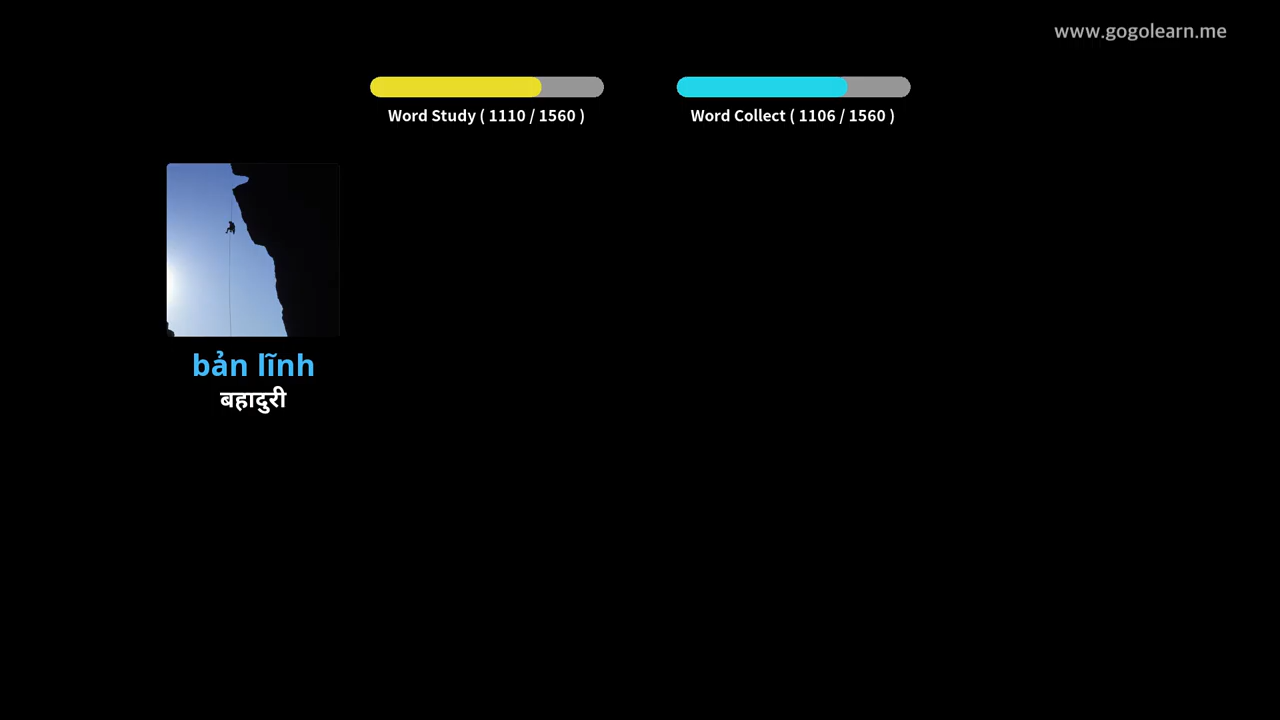 www.gogolearn.me
Word Study ( 1110 / 1560 )
Word Collect ( 1106 / 1560 )
bản lĩnh
बहादुरी